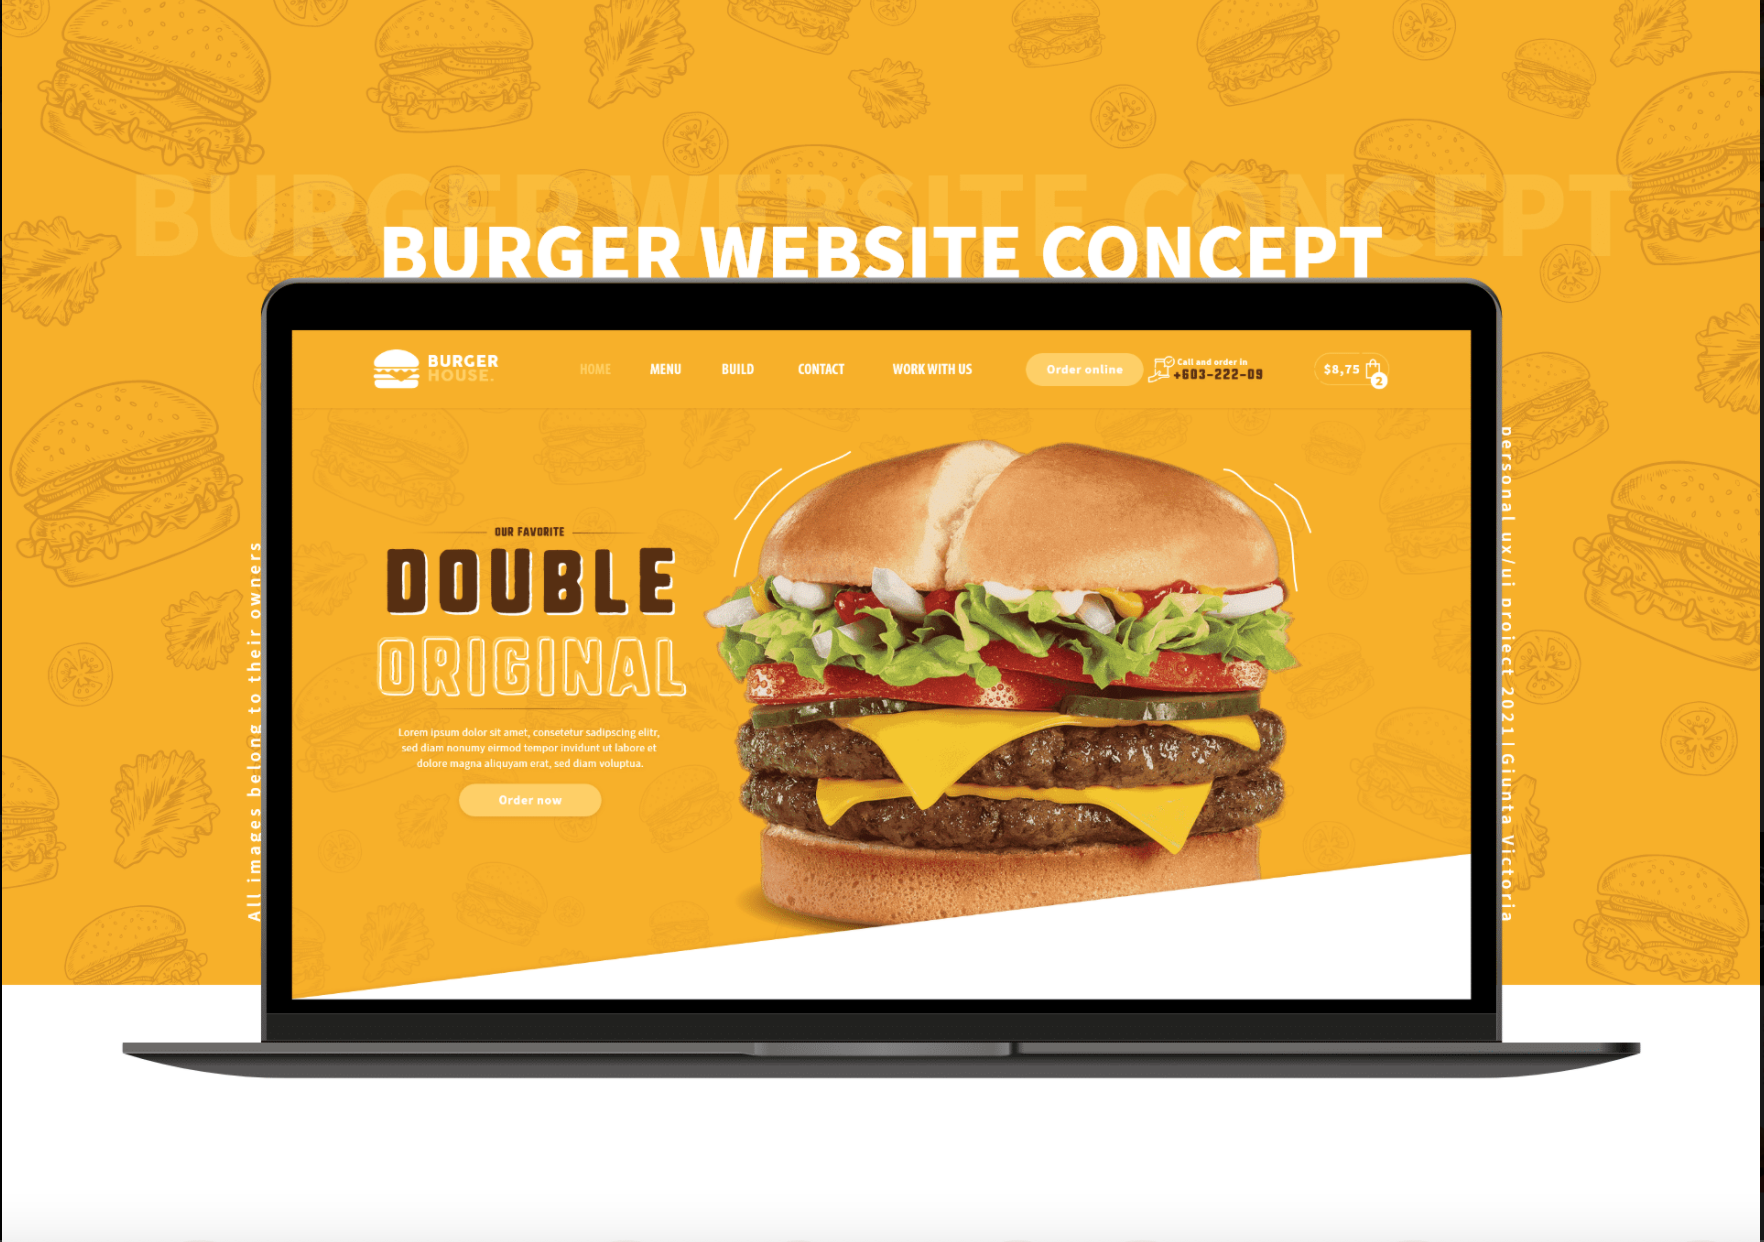 BURGER WEBSITE CONCEPT
BURGER WEBSITE CONCEPT
BURGER
HOUSE.
HOME
MENU
BUILD
CONTACT
WORK WITH US
Order online
Call and order in
+603-222-09
$8,75
2
OUR FAVORITE
DOUBLE
ORIGINAL
Lorem ipsum dolor sit amet, consetetur sadipscing elitr,
sed diam nonumy eirmod tempor invidunt ut labore et
dolore magna aliquyam erat, sed diam voluptua.
Order now
All images belong to their owners
personal ux/ui project 2021 | Giunta Victoria